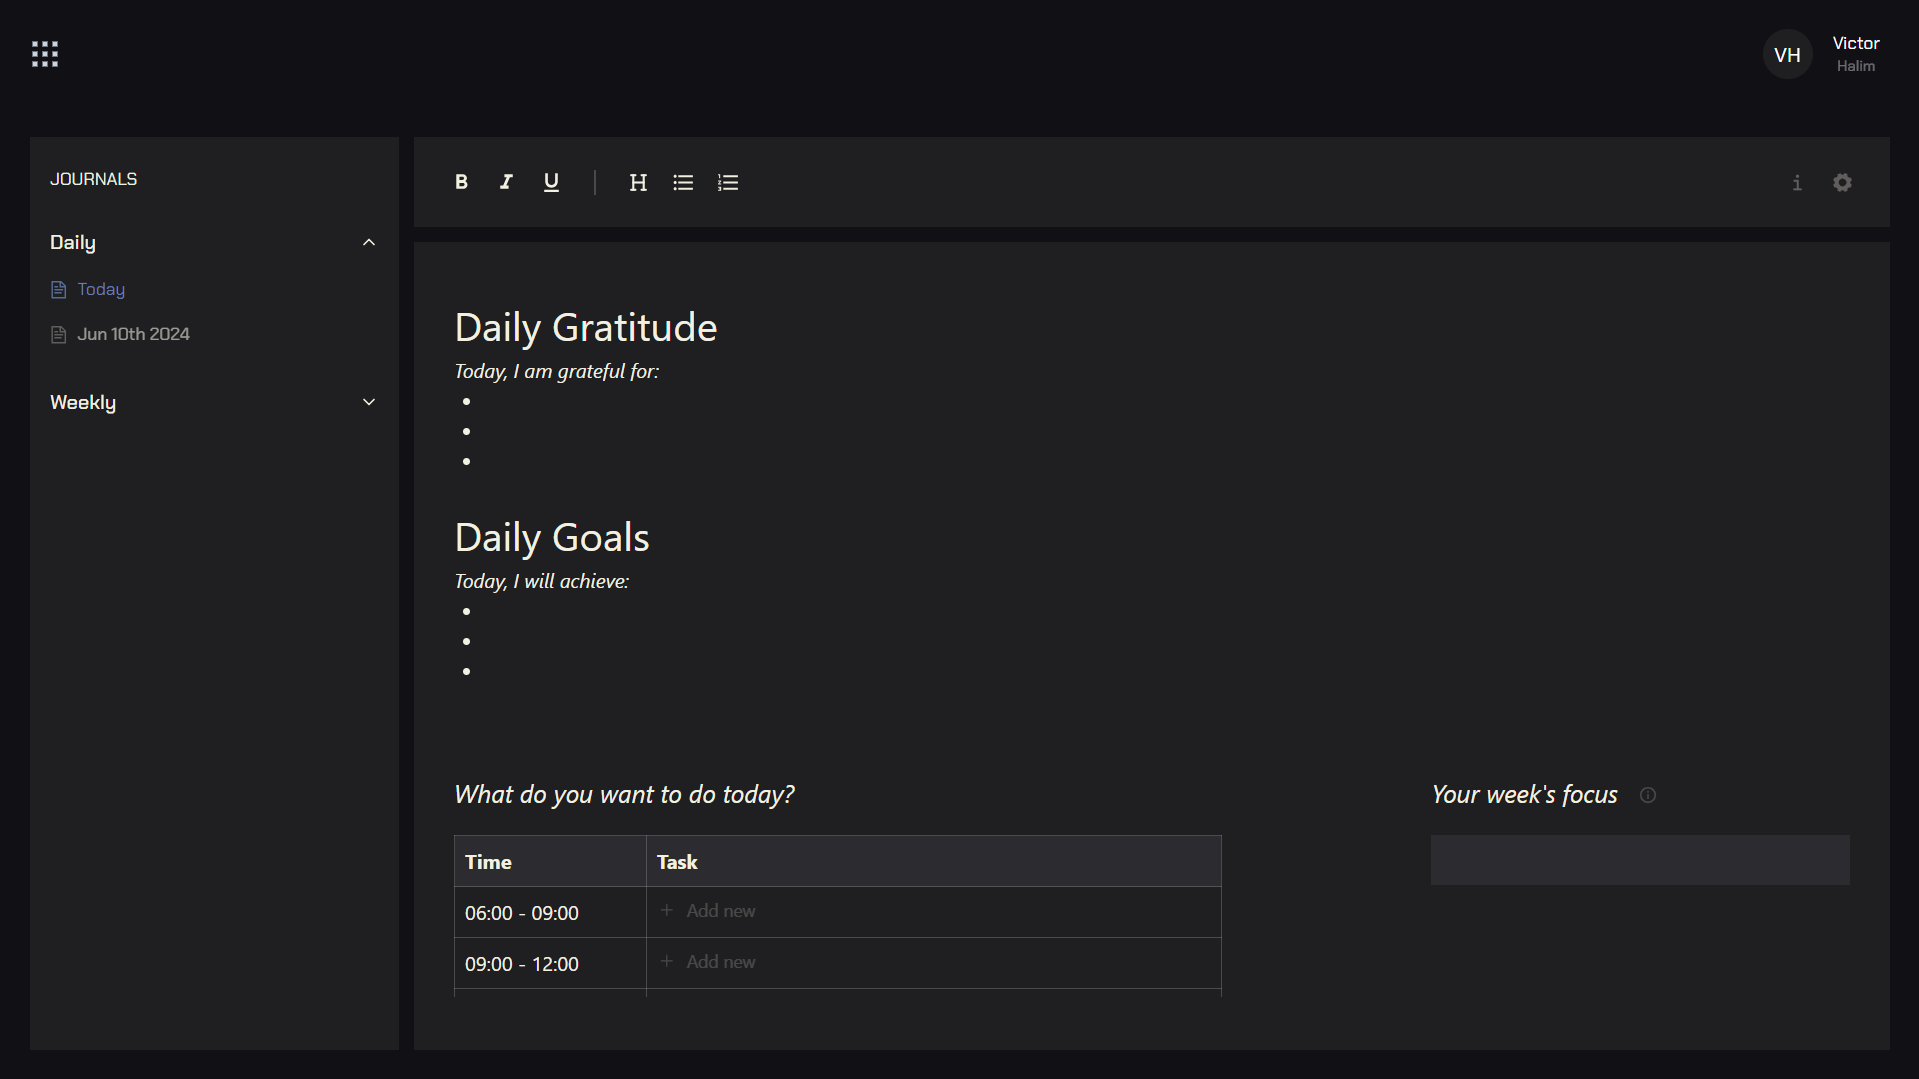 VH
Victor
Halim
JOURNALS
Daily
Today
Jun 10th 2024
Weekly
B I U H
Daily Gratitude
Today, I am grateful for:
Daily Goals
Today, I will achieve:
What do you want to do today?
Time Task
06:00 - 09:00 + Add new
09:00 - 12:00 + Add new
Your week's focus